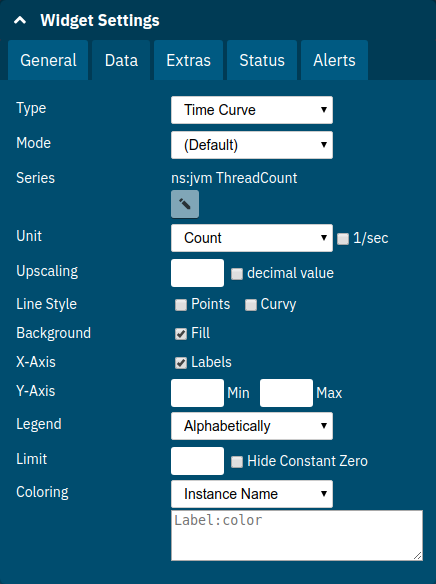 Widget Settings
General Data Extras Status Alerts
Type Time Curve
Mode (Default)
Series ns:jvm ThreadCount
Unit Count 1/sec
Upscaling decimal value
Line Style Points Curvy
Background Fill
X-Axis Labels
Y-Axis Min Max
Legend Alphabetically
Limit Hide Constant Zero
Coloring Instance Name
Label:color